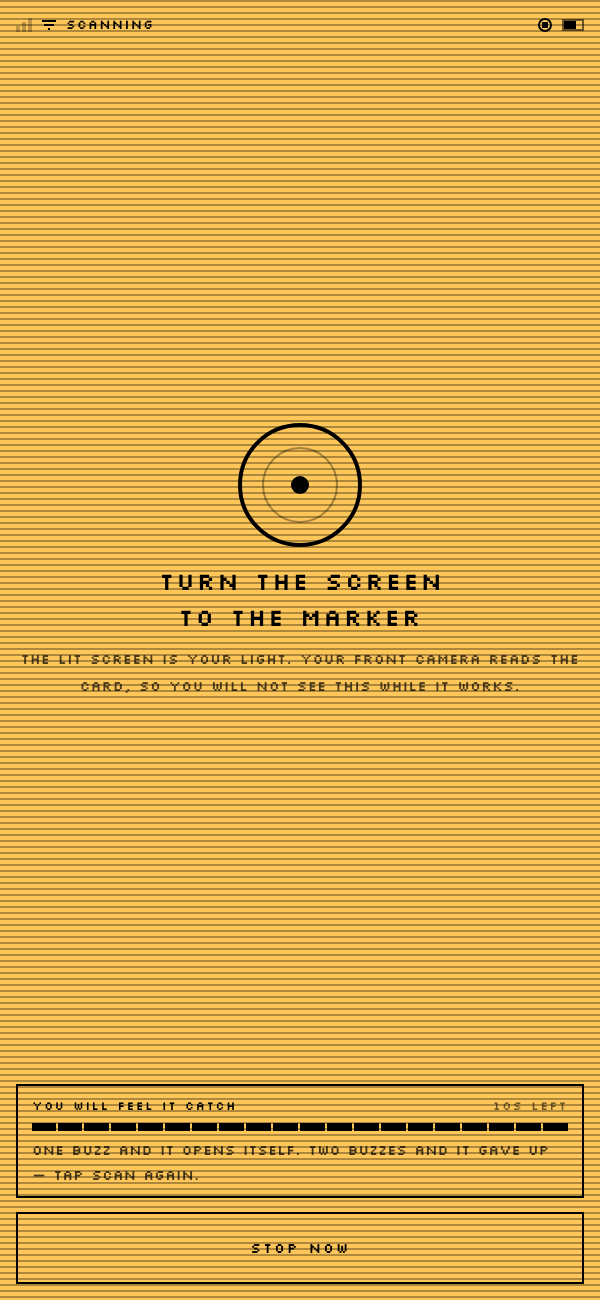 SCANNING
TURN THE SCREEN
TO THE MARKER
THE LIT SCREEN IS YOUR LIGHT. YOUR FRONT CAMERA READS THE
CARD, SO YOU WILL NOT SEE THIS WHILE IT WORKS.
YOU WILL FEEL IT CATCH
10S LEFT
ONE BUZZ AND IT OPENS ITSELF. TWO BUZZES AND IT GAVE UP
— TAP SCAN AGAIN.
STOP NOW